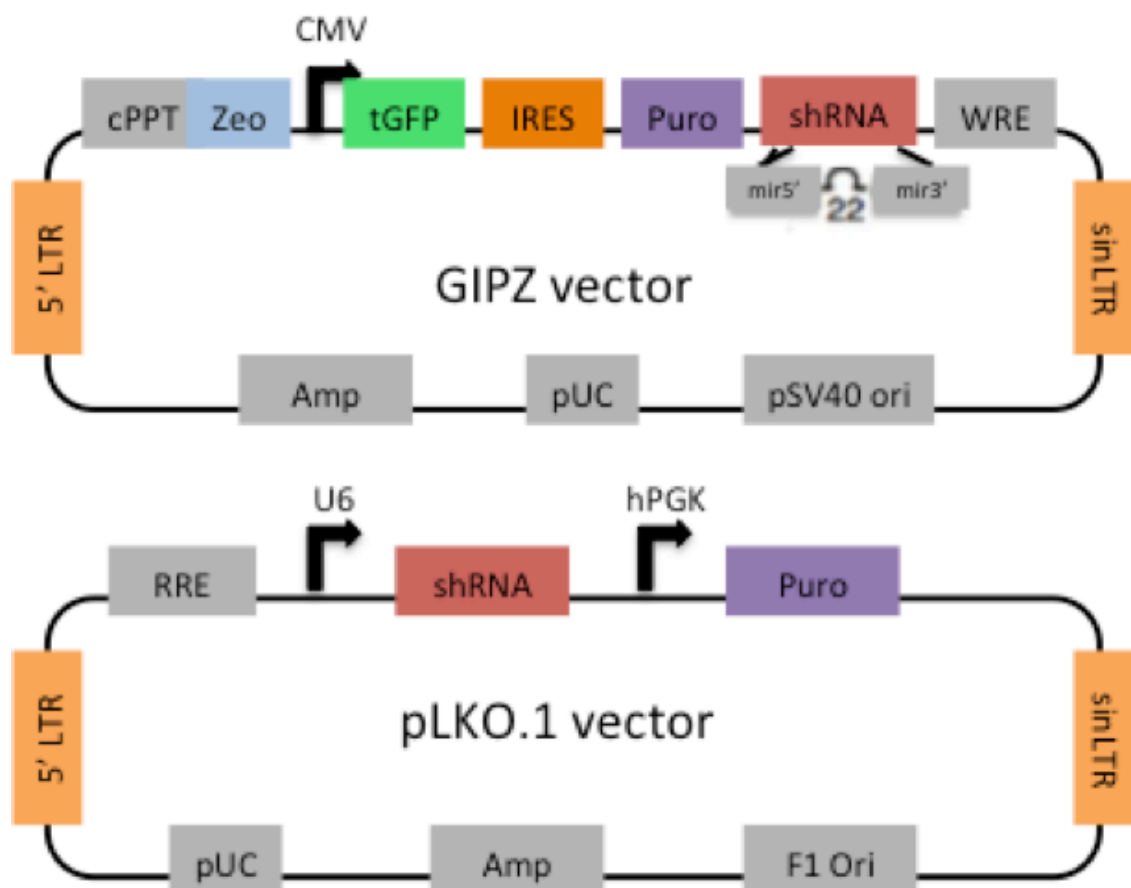 CMV
cPPT Zeo tGFP IRES Puro shRNA WRE
mir5' 22 mir3'
5' LTR
GIPZ vector
sinLTR
Amp pUC pSV40 ori
U6 hPGK
RRE shRNA Puro
5' LTR
pLKO.1 vector
sinLTR
pUC Amp F1 Ori